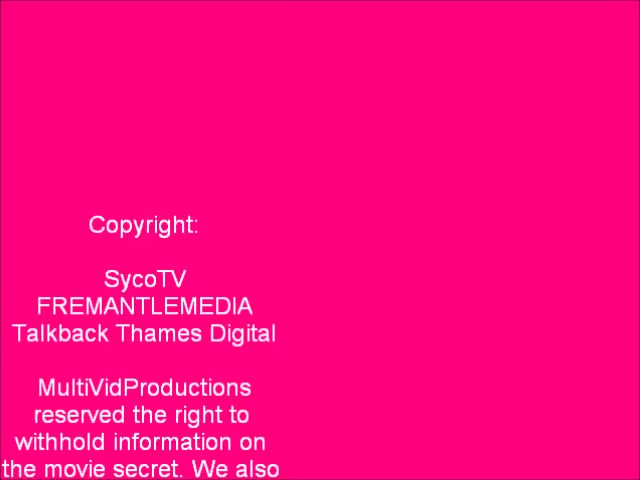 Copyright:
SycoTV
FREMANTLEMEDIA
Talkback Thames Digital
MultiVidProductions
reserved the right to
withhold information on
the movie secret. We also